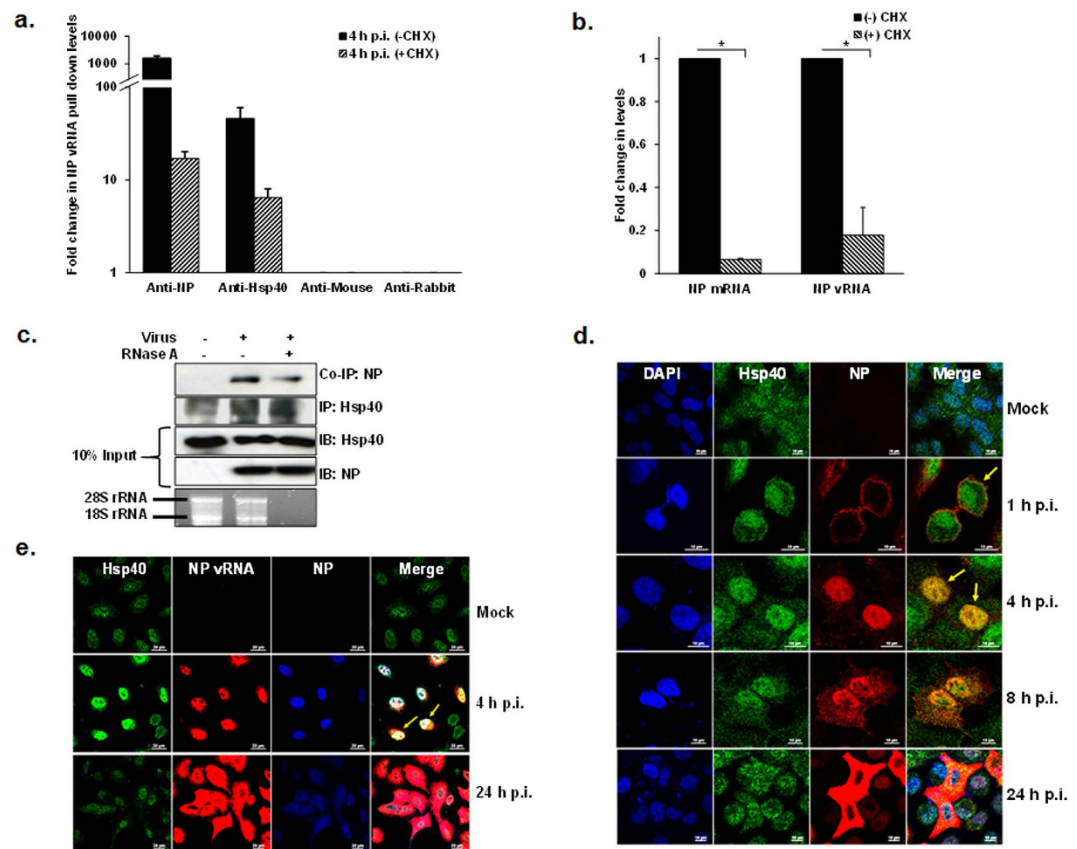 a.
Fold change in NP vRNA pull down levels
10000
1000
100
10
1
4 h p.i. (-CHX)
4 h p.i. (+CHX)
Anti-NP Anti-Hsp40 Anti-Mouse Anti-Rabbit
b.
Fold change in levels
1
0.8
0.6
0.4
0.2
0
(-) CHX
(+) CHX
*
*
NP mRNA NP vRNA
c.
Virus - + +
RNase A - - +
Co-IP: NP
IP: Hsp40
10% Input
IB: Hsp40
IB: NP
28S rRNA
18S rRNA
d.
DAPI Hsp40 NP Merge
Mock
1 h p.i.
4 h p.i.
8 h p.i.
24 h p.i.
e.
Hsp40 NP vRNA NP Merge
Mock
4 h p.i.
24 h p.i.